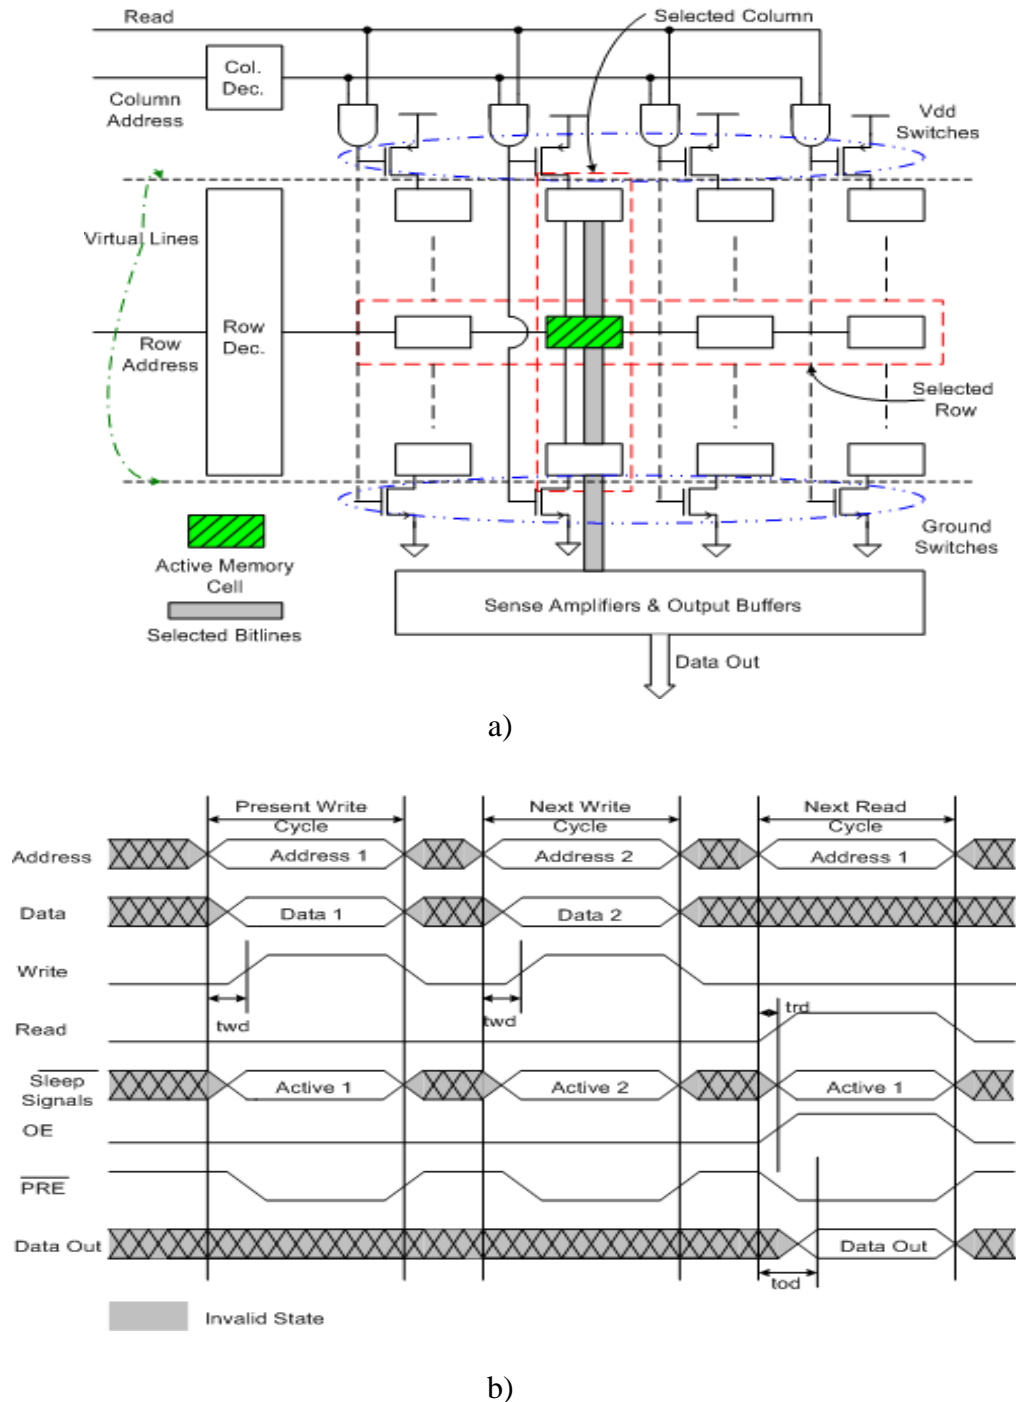 Read
Selected Column
Col.
Dec.
Column
Address
Vdd
Switches
Virtual Lines
Row
Address
Row
Dec.
Selected
Row
Ground
Switches
Active Memory
Cell
Selected Bitlines
Sense Amplifiers & Output Buffers
Data Out
a)
Present Write
Cycle
Next Write
Cycle
Next Read
Cycle
Address
Address 1
Address 2
Address 1
Data
Data 1
Data 2
Write
twd
twd
trd
Read
Sleep
Signals
Active 1
Active 2
Active 1
OE
PRE
Data Out
Data Out
tod
Invalid State
b)